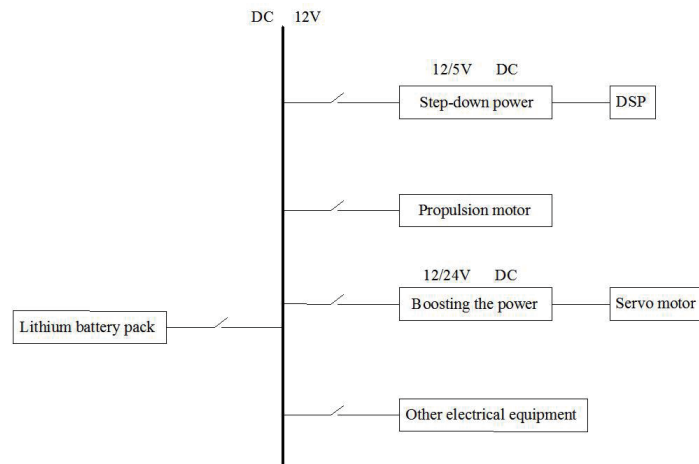 DC 12V
12/5V DC
Step-down power
DSP
Propulsion motor
12/24V DC
Boosting the power
Servo motor
Lithium battery pack
Other electrical equipment